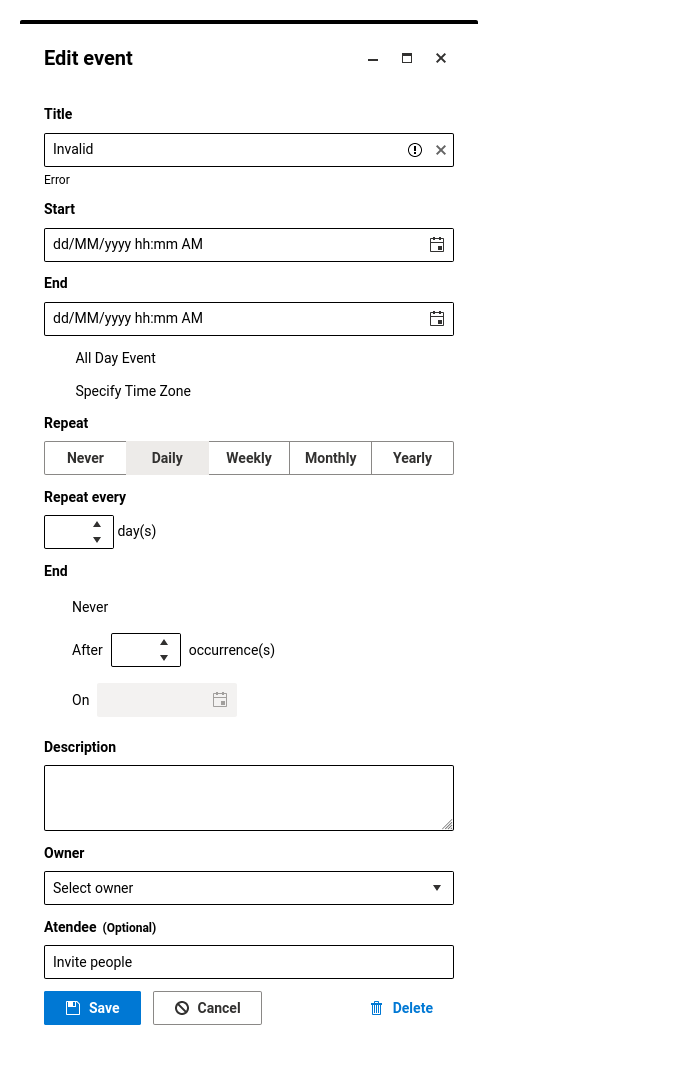 Edit event
Title
Invalid
Error
Start
dd/MM/yyyy hh:mm AM
End
dd/MM/yyyy hh:mm AM
All Day Event
Specify Time Zone
Repeat
Never Daily Weekly Monthly Yearly
Repeat every
day(s)
End
Never
After occurrence(s)
On
Description
Owner
Select owner
Atendee (Optional)
Invite people
Save Cancel Delete